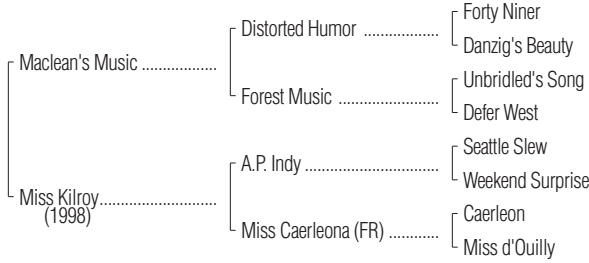 Forty Niner
Distorted Humor ..................
Danzig's Beauty
Maclean's Music ..................
Unbridled's Song
Forest Music ........................
Defer West
Seattle Slew
A.P. Indy ................................
Weekend Surprise
Miss Kilroy............................
(1998)
Caerleon
Miss Caerleona (FR) ............
Miss d'Ouilly